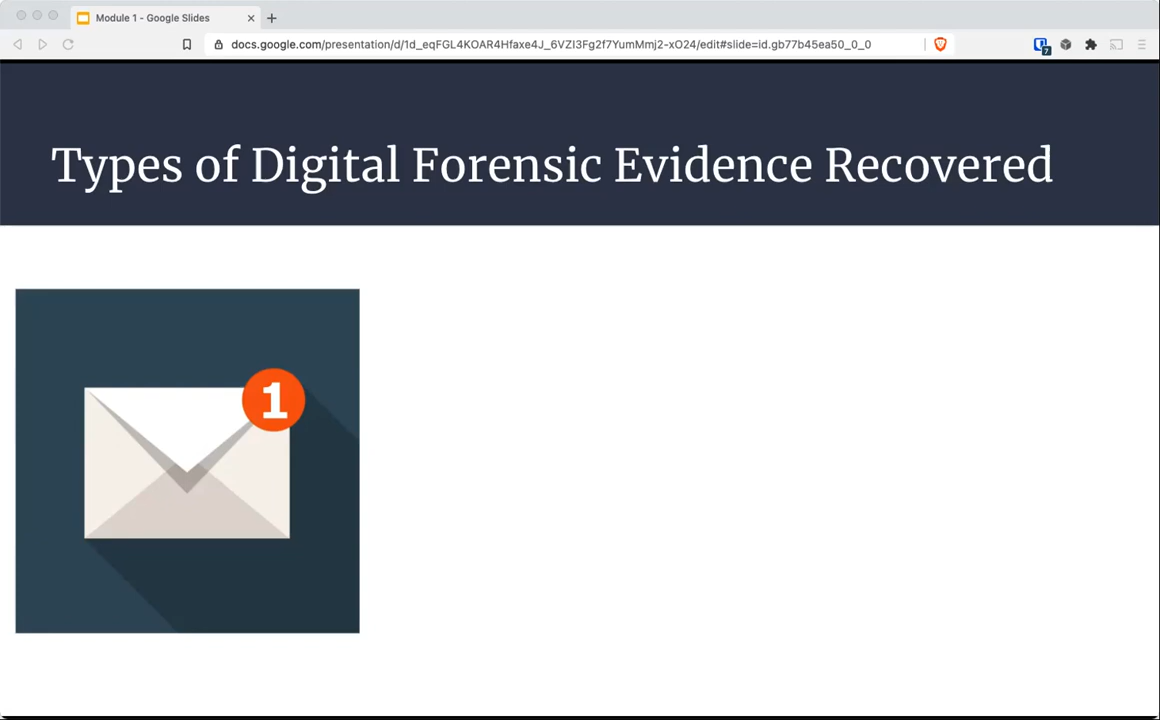 Module 1 - Google Slides
docs.google.com/presentation/d/1d_eqFGL4KOAR4Hfaxe4J_6VZI3Fg2f7YumMmj2-xO24/edit#slide=id.gb77b45ea50_0_0
7
Types of Digital Forensic Evidence Recovered
1